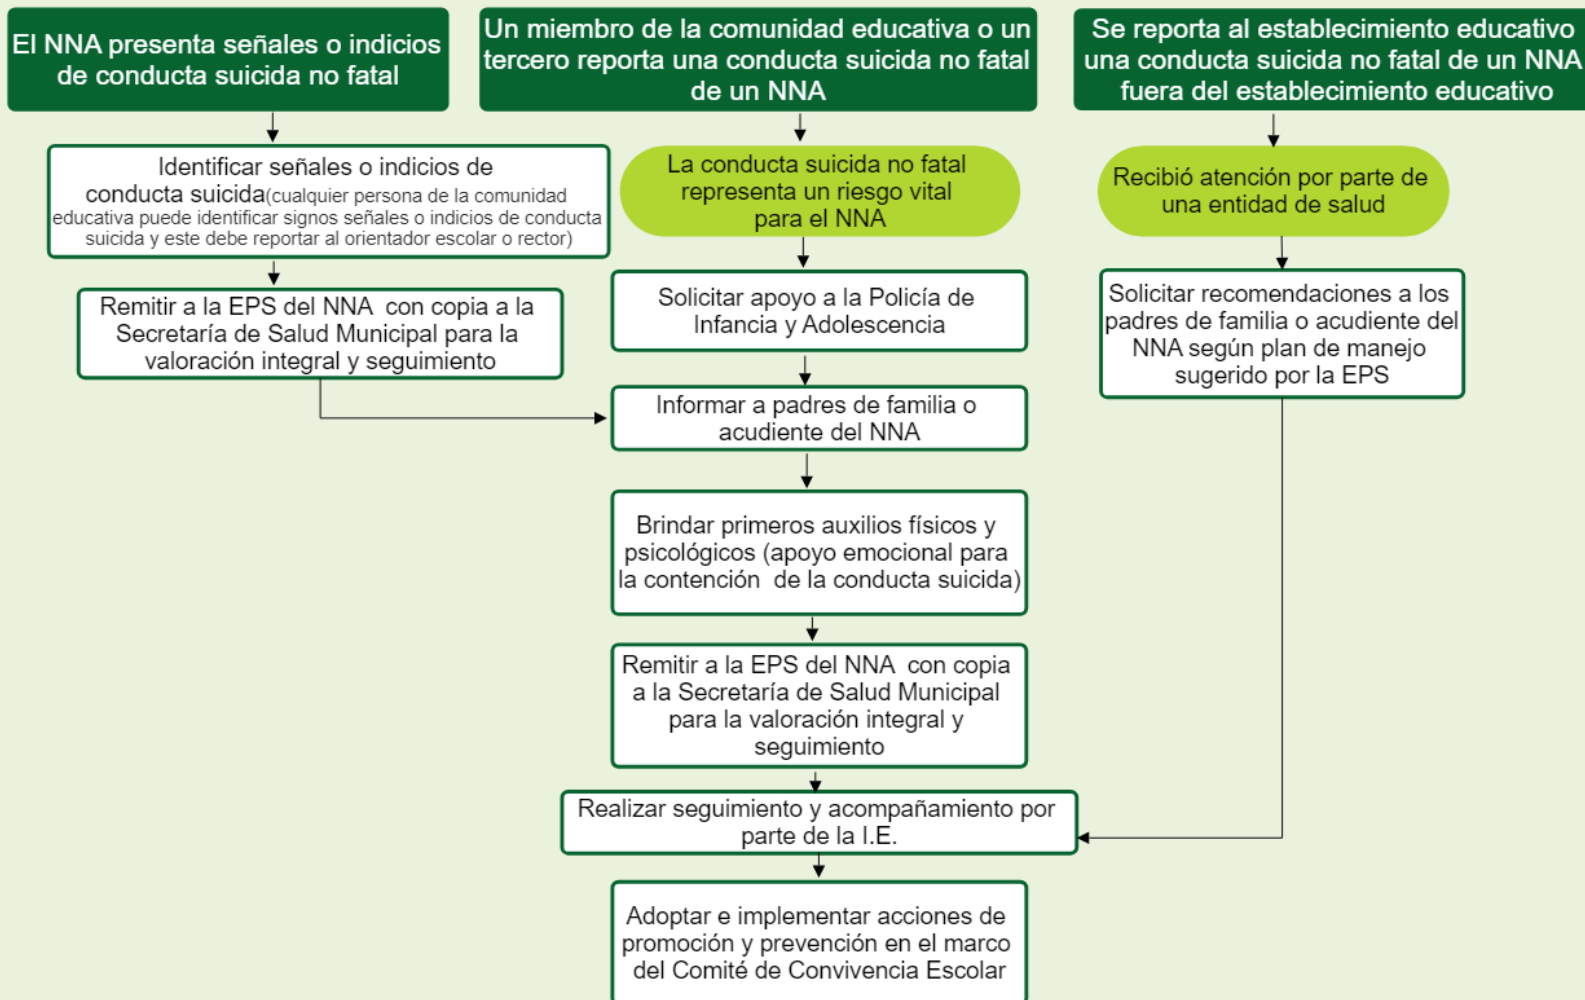 El NNA presenta señales o indicios
de conducta suicida no fatal
Un miembro de la comunidad educativa o un
tercero reporta una conducta suicida no fatal
de un NNA
Se reporta al establecimiento educativo
una conducta suicida no fatal de un NNA
fuera del establecimiento educativo
Identificar señales o indicios de
conducta suicida(cualquier persona de la comunidad
educativa puede identificar signos señales o indicios de conducta
suicida y este debe reportar al orientador escolar o rector)
La conducta suicida no fatal
representa un riesgo vital
para el NNA
Recibió atención por parte de
una entidad de salud
Remitir a la EPS del NNA con copia a la
Secretaría de Salud Municipal para la
valoración integral y seguimiento
Solicitar apoyo a la Policía de
Infancia y Adolescencia
Solicitar recomendaciones a los
padres de familia o acudiente del
NNA según plan de manejo
sugerido por la EPS
Informar a padres de familia o
acudiente del NNA
Brindar primeros auxilios físicos y
psicológicos (apoyo emocional para
la contención de la conducta suicida)
Remitir a la EPS del NNA con copia
a la Secretaría de Salud Municipal
para la valoración integral y
seguimiento
Realizar seguimiento y acompañamiento por
parte de la I.E.
Adoptar e implementar acciones de
promoción y prevención en el marco
del Comité de Convivencia Escolar